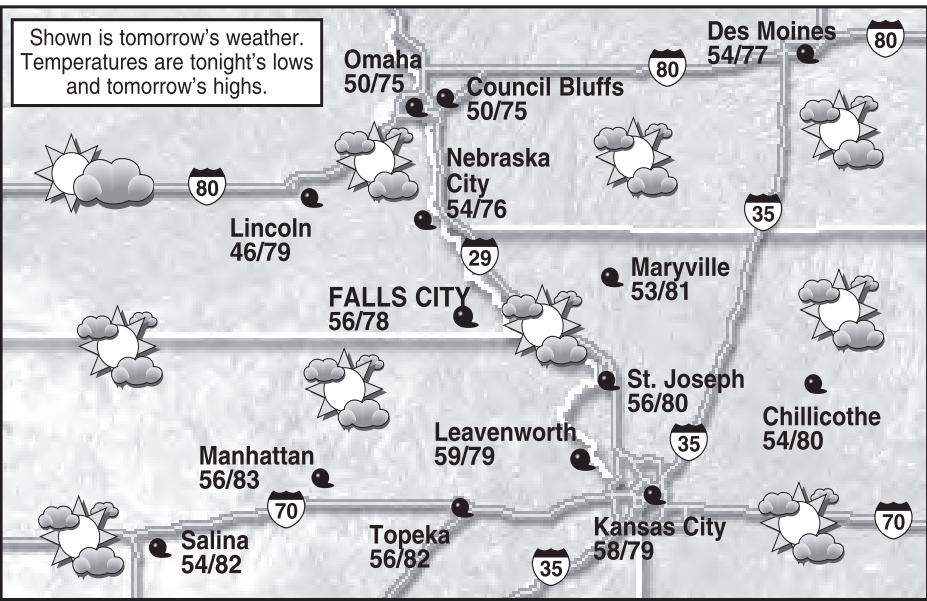 Shown is tomorrow's weather.
Temperatures are tonight's lows
and tomorrow's highs.
Des Moines
54/77
80
Omaha
50/75
80
Council Bluffs
50/75
Nebraska
City
54/76
80
Lincoln
46/79
35
29
Maryville
53/81
FALLS CITY
56/78
St. Joseph
56/80
Chillicothe
54/80
Leavenworth
59/79
35
Manhattan
56/83
70
Topeka
56/82
Kansas City
58/79
70
Salina
54/82
35